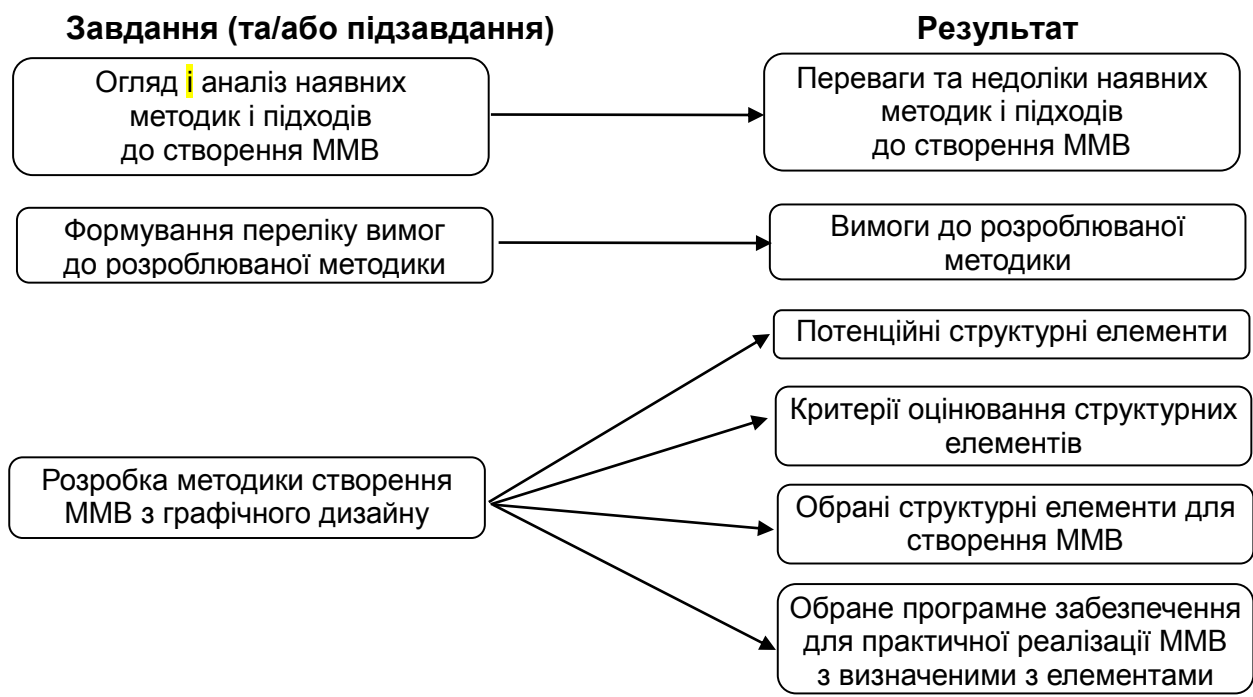 Завдання (та/або підзавдання)
Результат
Огляд і аналіз наявних
методик і підходів
до створення ММВ
Переваги та недоліки наявних
методик і підходів
до створення ММВ
Формування переліку вимог
до розроблюваної методики
Вимоги до розроблюваної
методики
Розробка методики створення
ММВ з графічного дизайну
Потенційні структурні елементи
Критерії оцінювання структурних
елементів
Обрані структурні елементи для
створення ММВ
Обране програмне забезпечення
для практичної реалізації ММВ
з визначеними з елементами